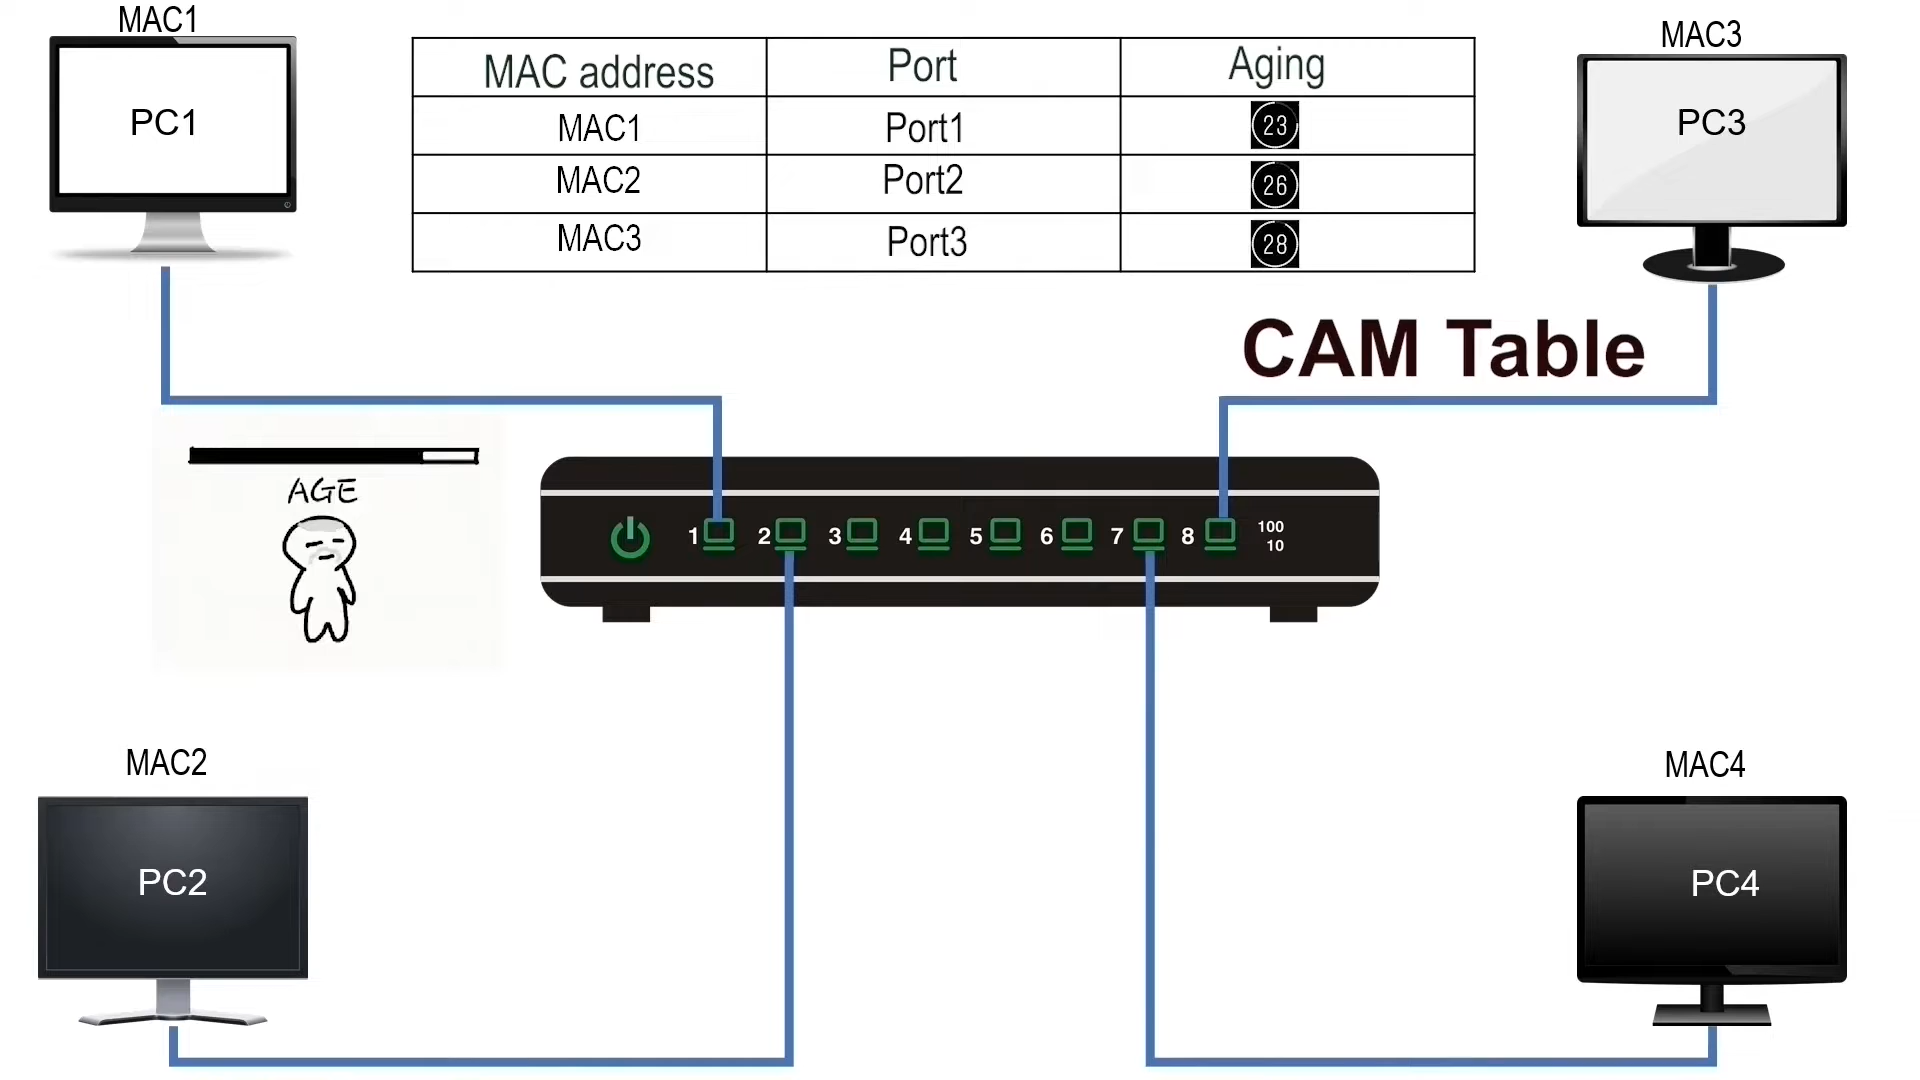 MAC1
MAC3
PC1
PC3
MAC address Port Aging
MAC1 Port1 23
MAC2 Port2 26
MAC3 Port3 28
CAM Table
AGE
1 2 3 4 5 6 7 8 100
10
MAC2
MAC4
PC2
PC4